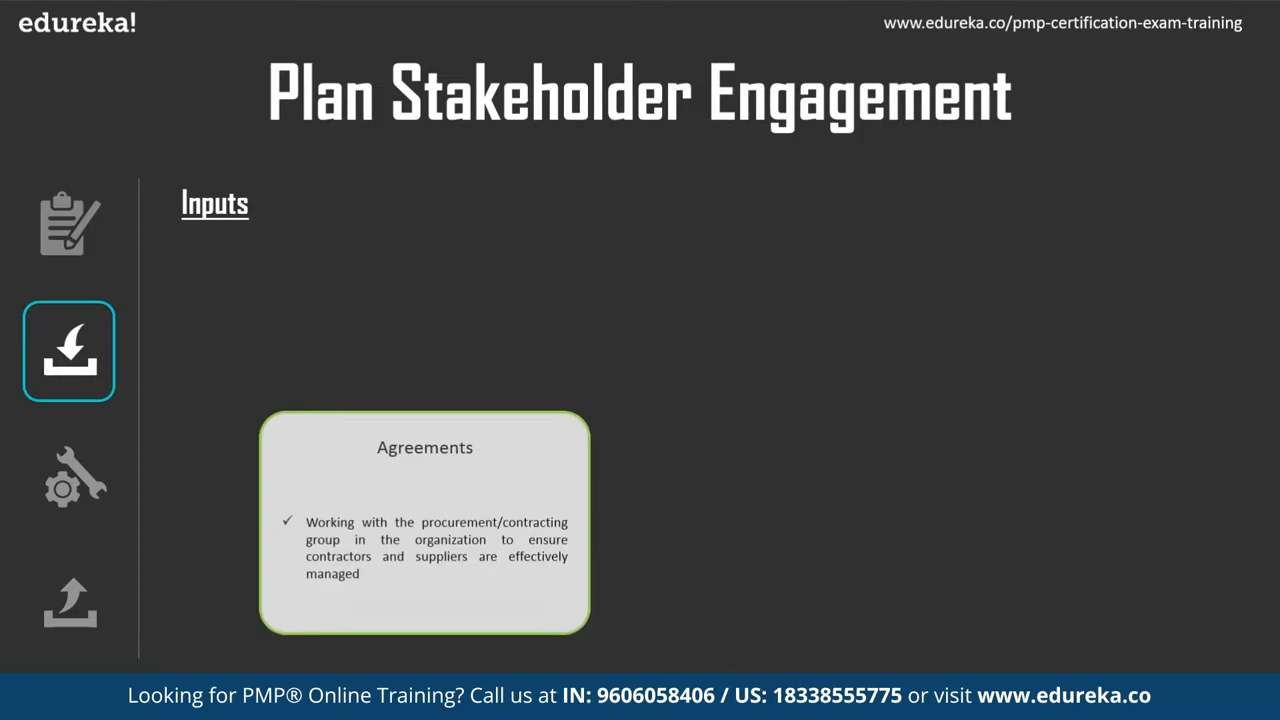 edureka!
www.edureka.co/pmp-certification-exam-training
Plan Stakeholder Engagement
Inputs
Agreements
✓ Working with the procurement/contracting
group in the organization to ensure
contractors and suppliers are effectively
managed
Looking for PMP® Online Training? Call us at IN: 9606058406 / US: 18338555775 or visit www.edureka.co